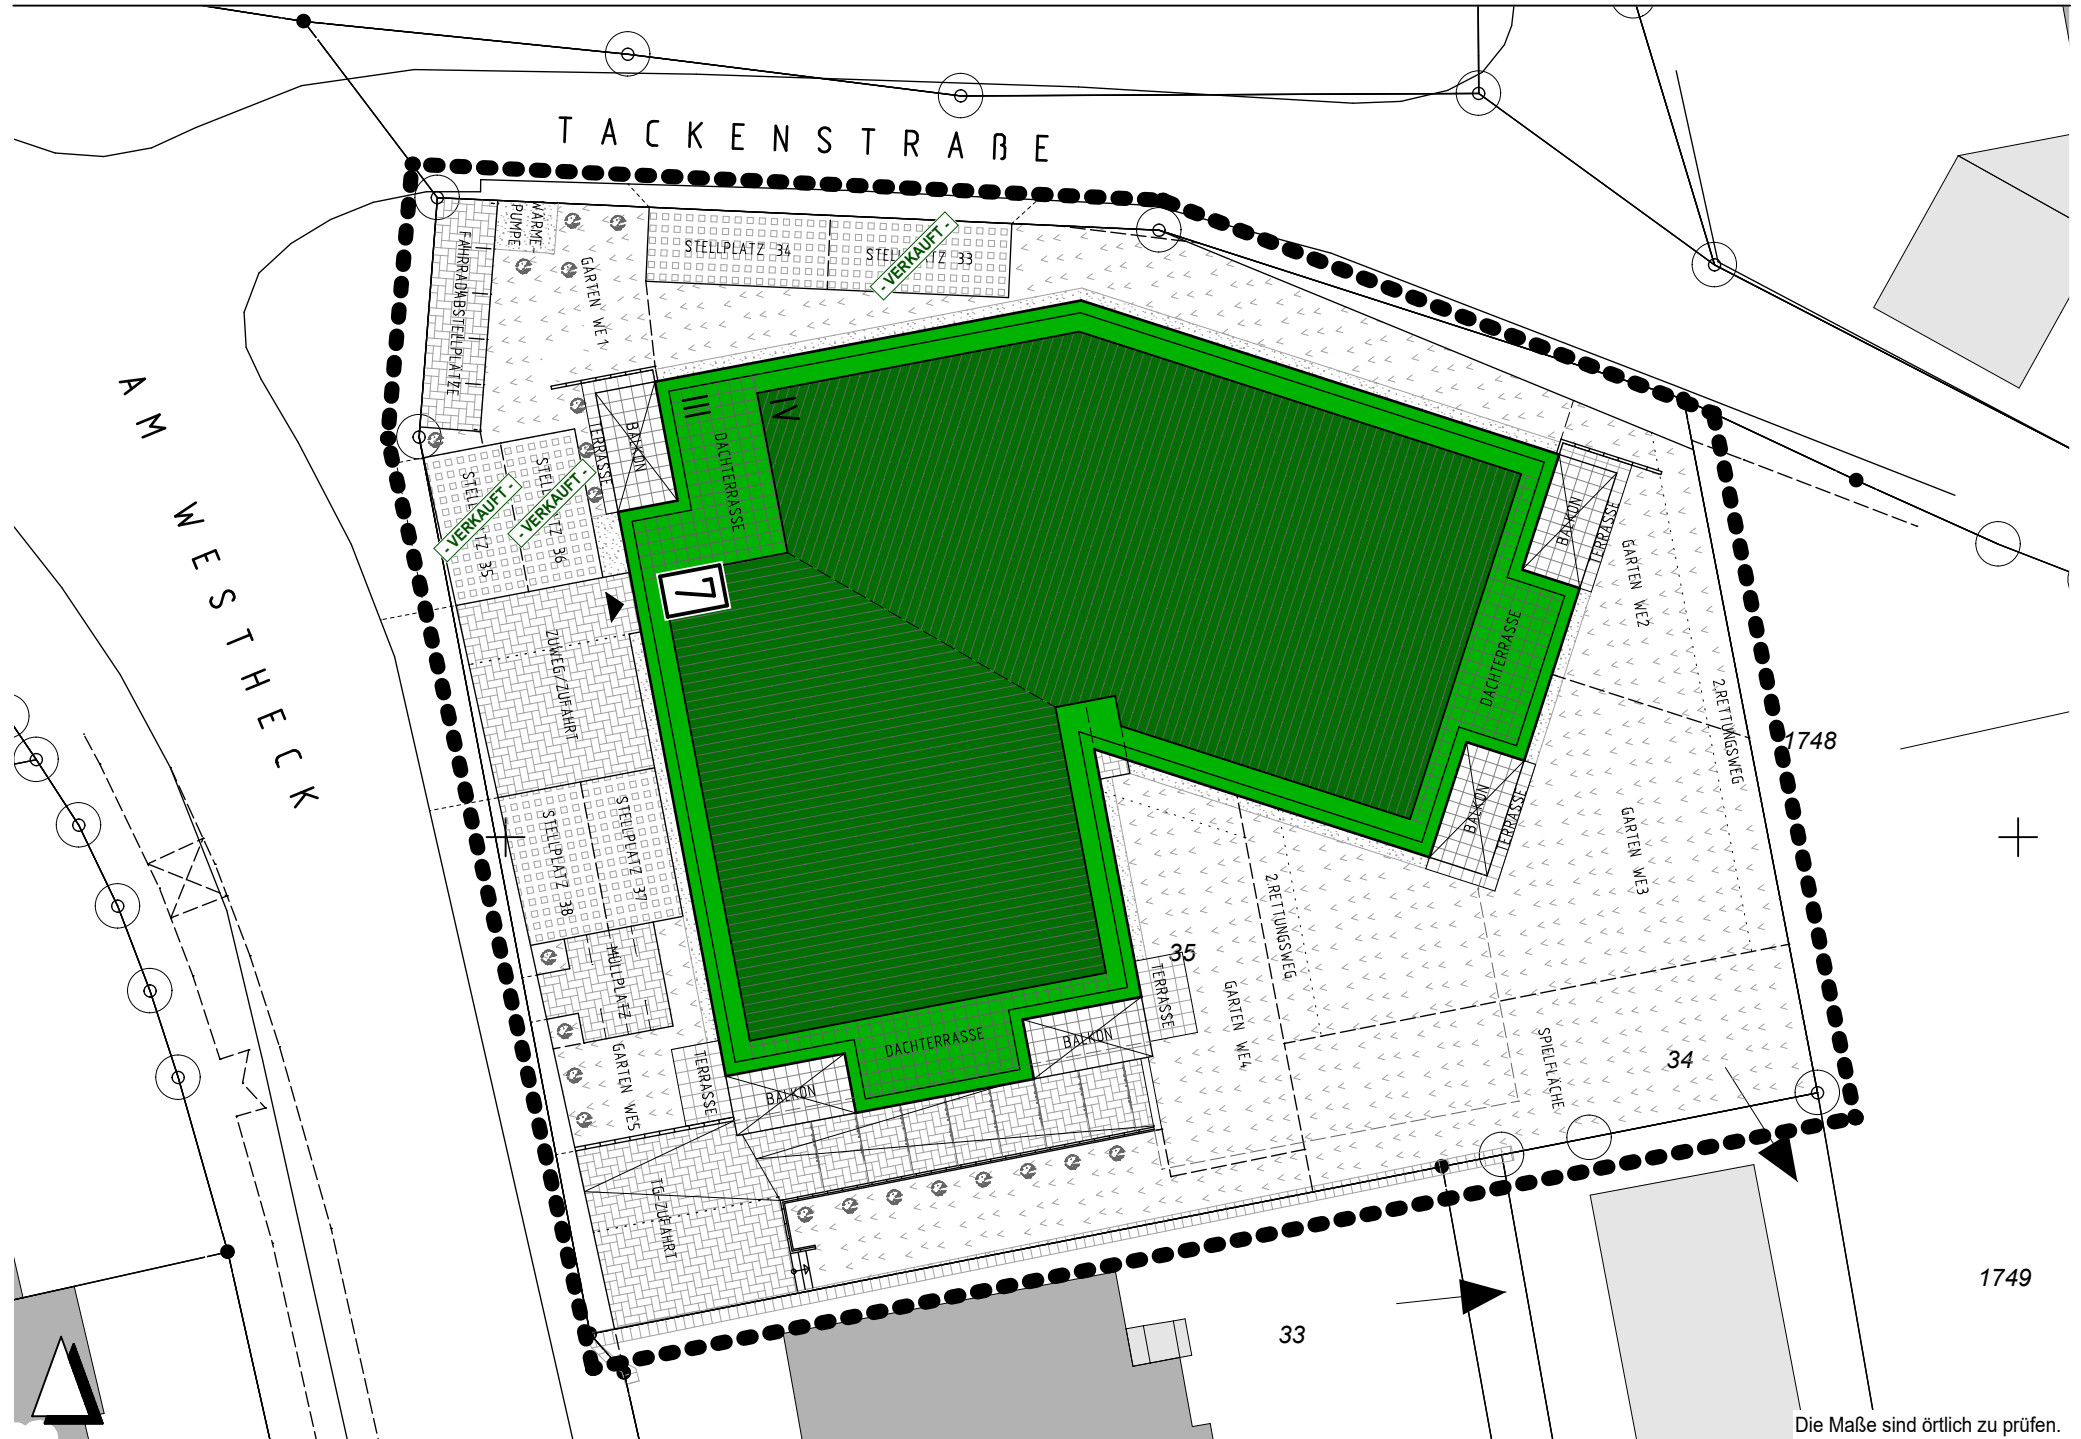 TACKENSTRAßE
AM WESTHECK
FAHRRADABSTELLPLÄTZE
WÄRME-
PUMPE
GARTEN WE1
STELLPLATZ 34
STELLPLATZ 33
- VERKAUFT -
TERRASSE
BALKON
III
IV
DACHTERRASSE
STELLPLATZ 35
- VERKAUFT -
STELLPLATZ 36
- VERKAUFT -
7
ZUWEG/ZUFAHRT
BALKON
TERRASSE
GARTEN WE2
DACHTERRASSE
2.RETTUNGSWEG
1748
STELLPLATZ 38
STELLPLATZ 37
BALKON
TERRASSE
GARTEN WE3
2.RETTUNGSWEG
35
MÜLLPLATZ
TERRASSE
GARTEN WE4
DACHTERRASSE
BALKON
SPIELFLÄCHE
34
GARTEN WE5
TERRASSE
BALKON
TG-ZUFAHRT
1749
33
Die Maße sind örtlich zu prüfen.